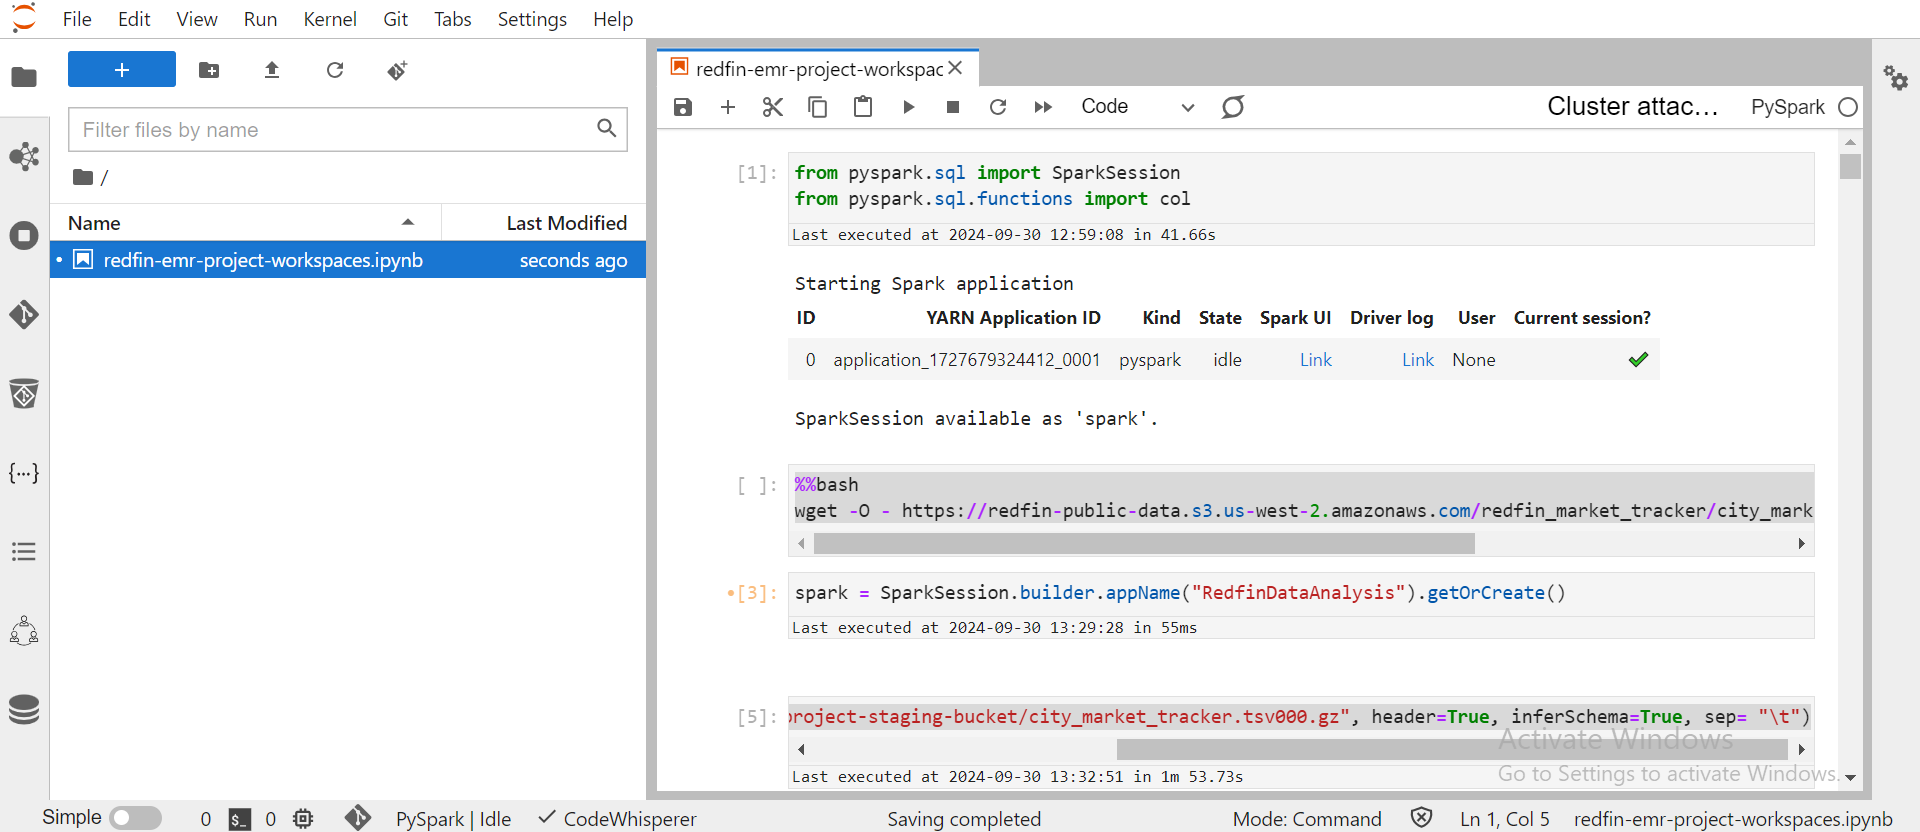 File Edit View Run Kernel Git Tabs Settings Help
redfin-emr-project-workspac
Filter files by name
/
Name Last Modified
redfin-emr-project-workspaces.ipynb seconds ago
Code Cluster attac... PySpark
[1]: from pyspark.sql import SparkSession
from pyspark.sql.functions import col
Last executed at 2024-09-30 12:59:08 in 41.66s
Starting Spark application
ID YARN Application ID Kind State Spark UI Driver log User Current session?
0 application_1727679324412_0001 pyspark idle Link Link None ✔
SparkSession available as 'spark'.
[ ]: %%bash
wget -O - https://redfin-public-data.s3.us-west-2.amazonaws.com/redfin_market_tracker/city_mark
•[3]: spark = SparkSession.builder.appName("RedfinDataAnalysis").getOrCreate()
Last executed at 2024-09-30 13:29:28 in 55ms
[5]: project-staging-bucket/city_market_tracker.tsv000.gz", header=True, inferSchema=True, sep= "\t")
Last executed at 2024-09-30 13:32:51 in 1m 53.73s
Activate Windows
Go to Settings to activate Windows.
Simple 0 $_ 0 PySpark | Idle CodeWhisperer Saving completed Mode: Command Ln 1, Col 5 redfin-emr-project-workspaces.ipynb